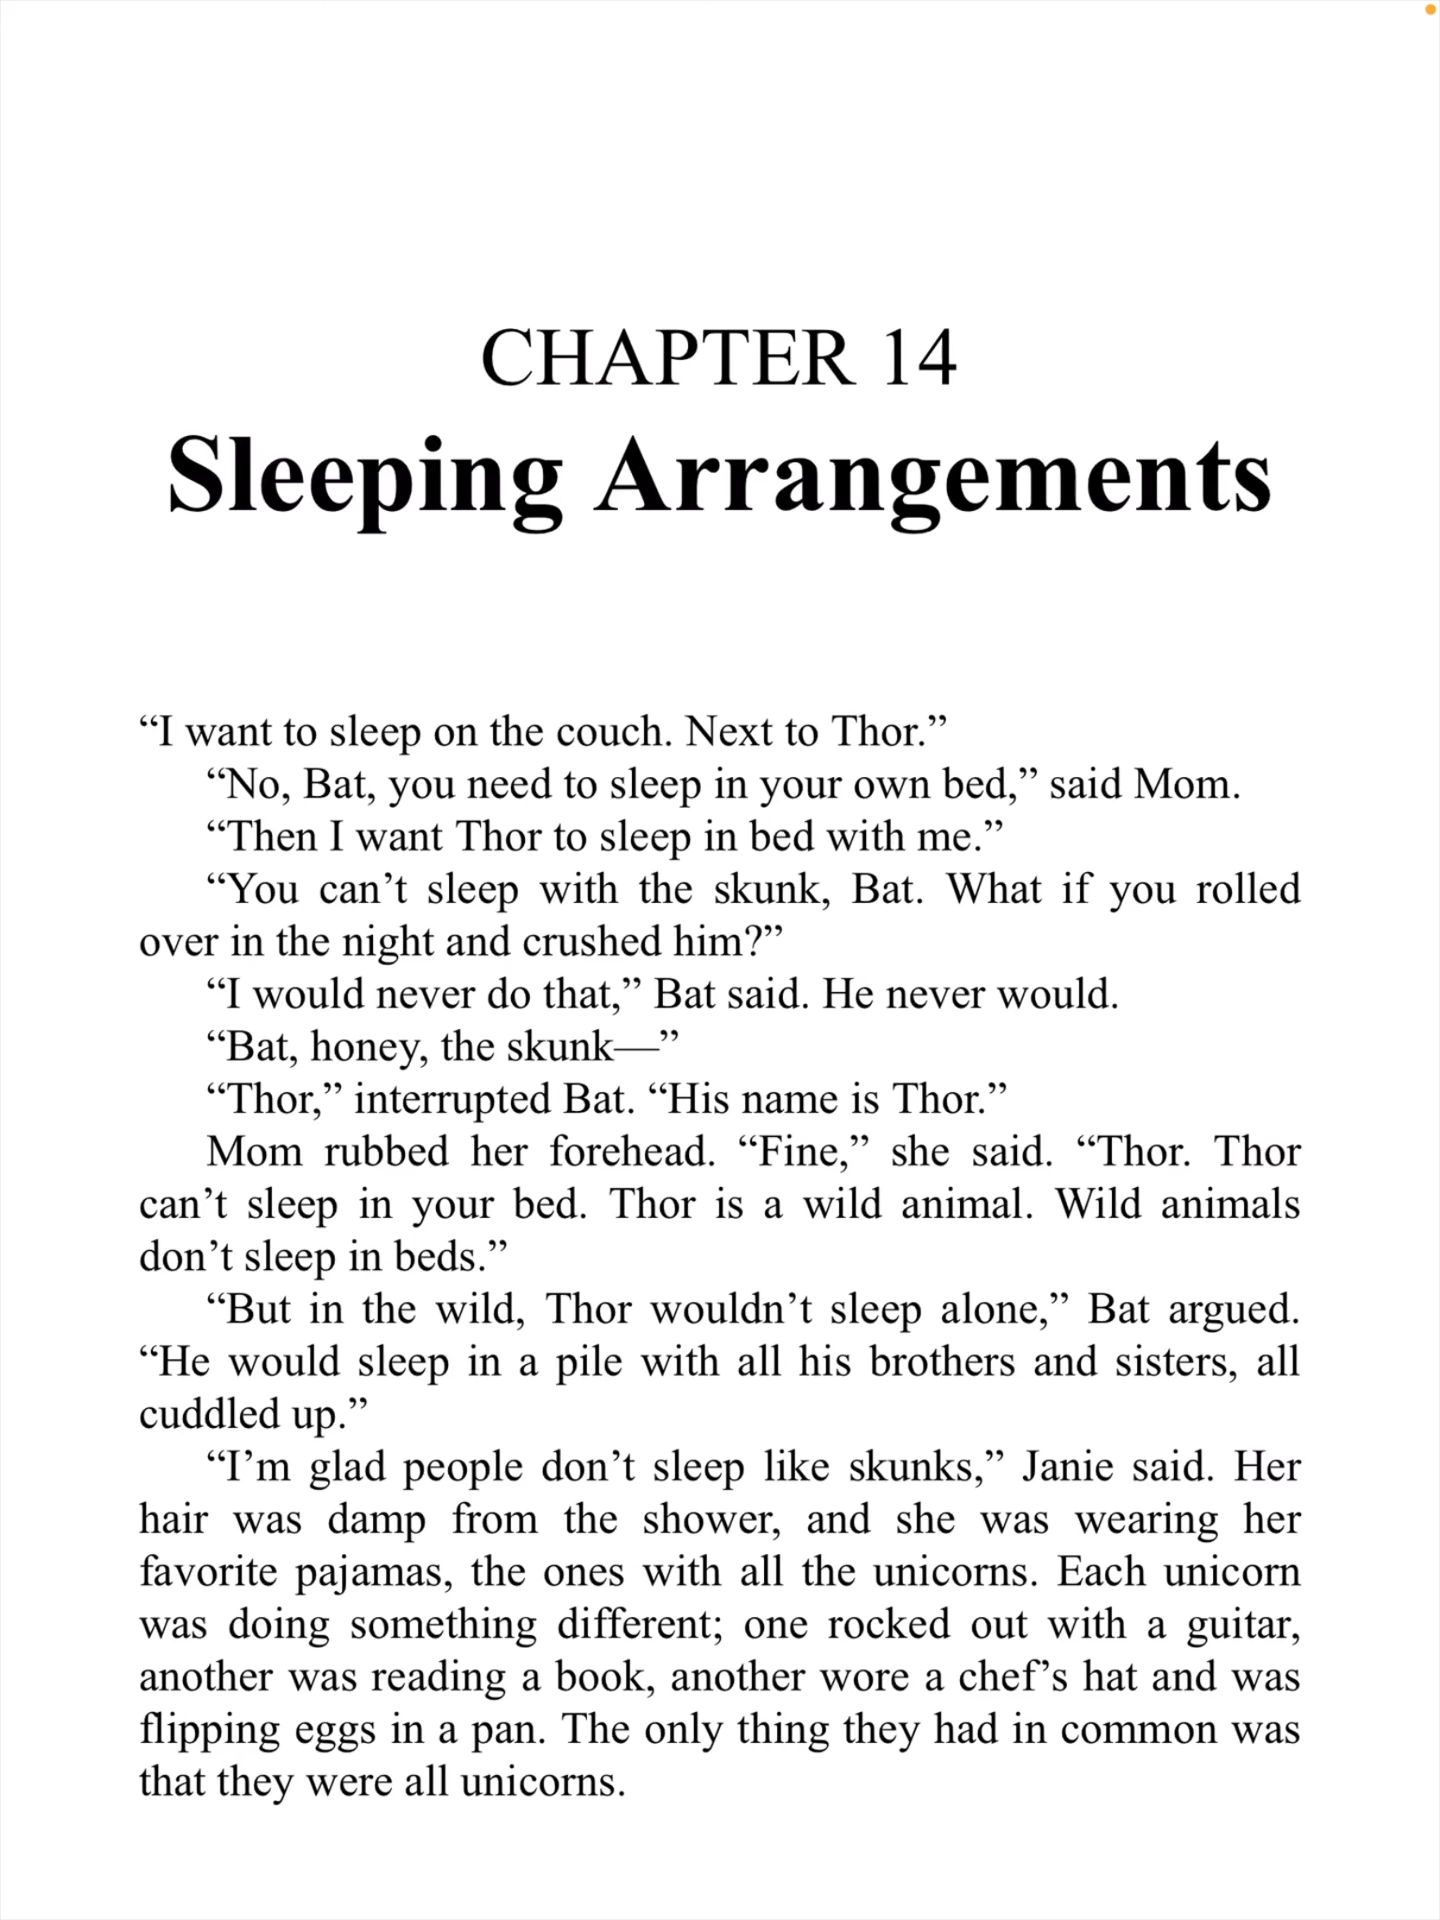 CHAPTER 14
Sleeping Arrangements
“I want to sleep on the couch. Next to Thor.”
“No, Bat, you need to sleep in your own bed,” said Mom.
“Then I want Thor to sleep in bed with me.”
“You can’t sleep with the skunk, Bat. What if you rolled
over in the night and crushed him?”
“I would never do that,” Bat said. He never would.
“Bat, honey, the skunk—”
“Thor,” interrupted Bat. “His name is Thor.”
Mom rubbed her forehead. “Fine,” she said. “Thor. Thor
can’t sleep in your bed. Thor is a wild animal. Wild animals
don’t sleep in beds.”
“But in the wild, Thor wouldn’t sleep alone,” Bat argued.
“He would sleep in a pile with all his brothers and sisters, all
cuddled up.”
“I’m glad people don’t sleep like skunks,” Janie said. Her
hair was damp from the shower, and she was wearing her
favorite pajamas, the ones with all the unicorns. Each unicorn
was doing something different; one rocked out with a guitar,
another was reading a book, another wore a chef’s hat and was
flipping eggs in a pan. The only thing they had in common was
that they were all unicorns.